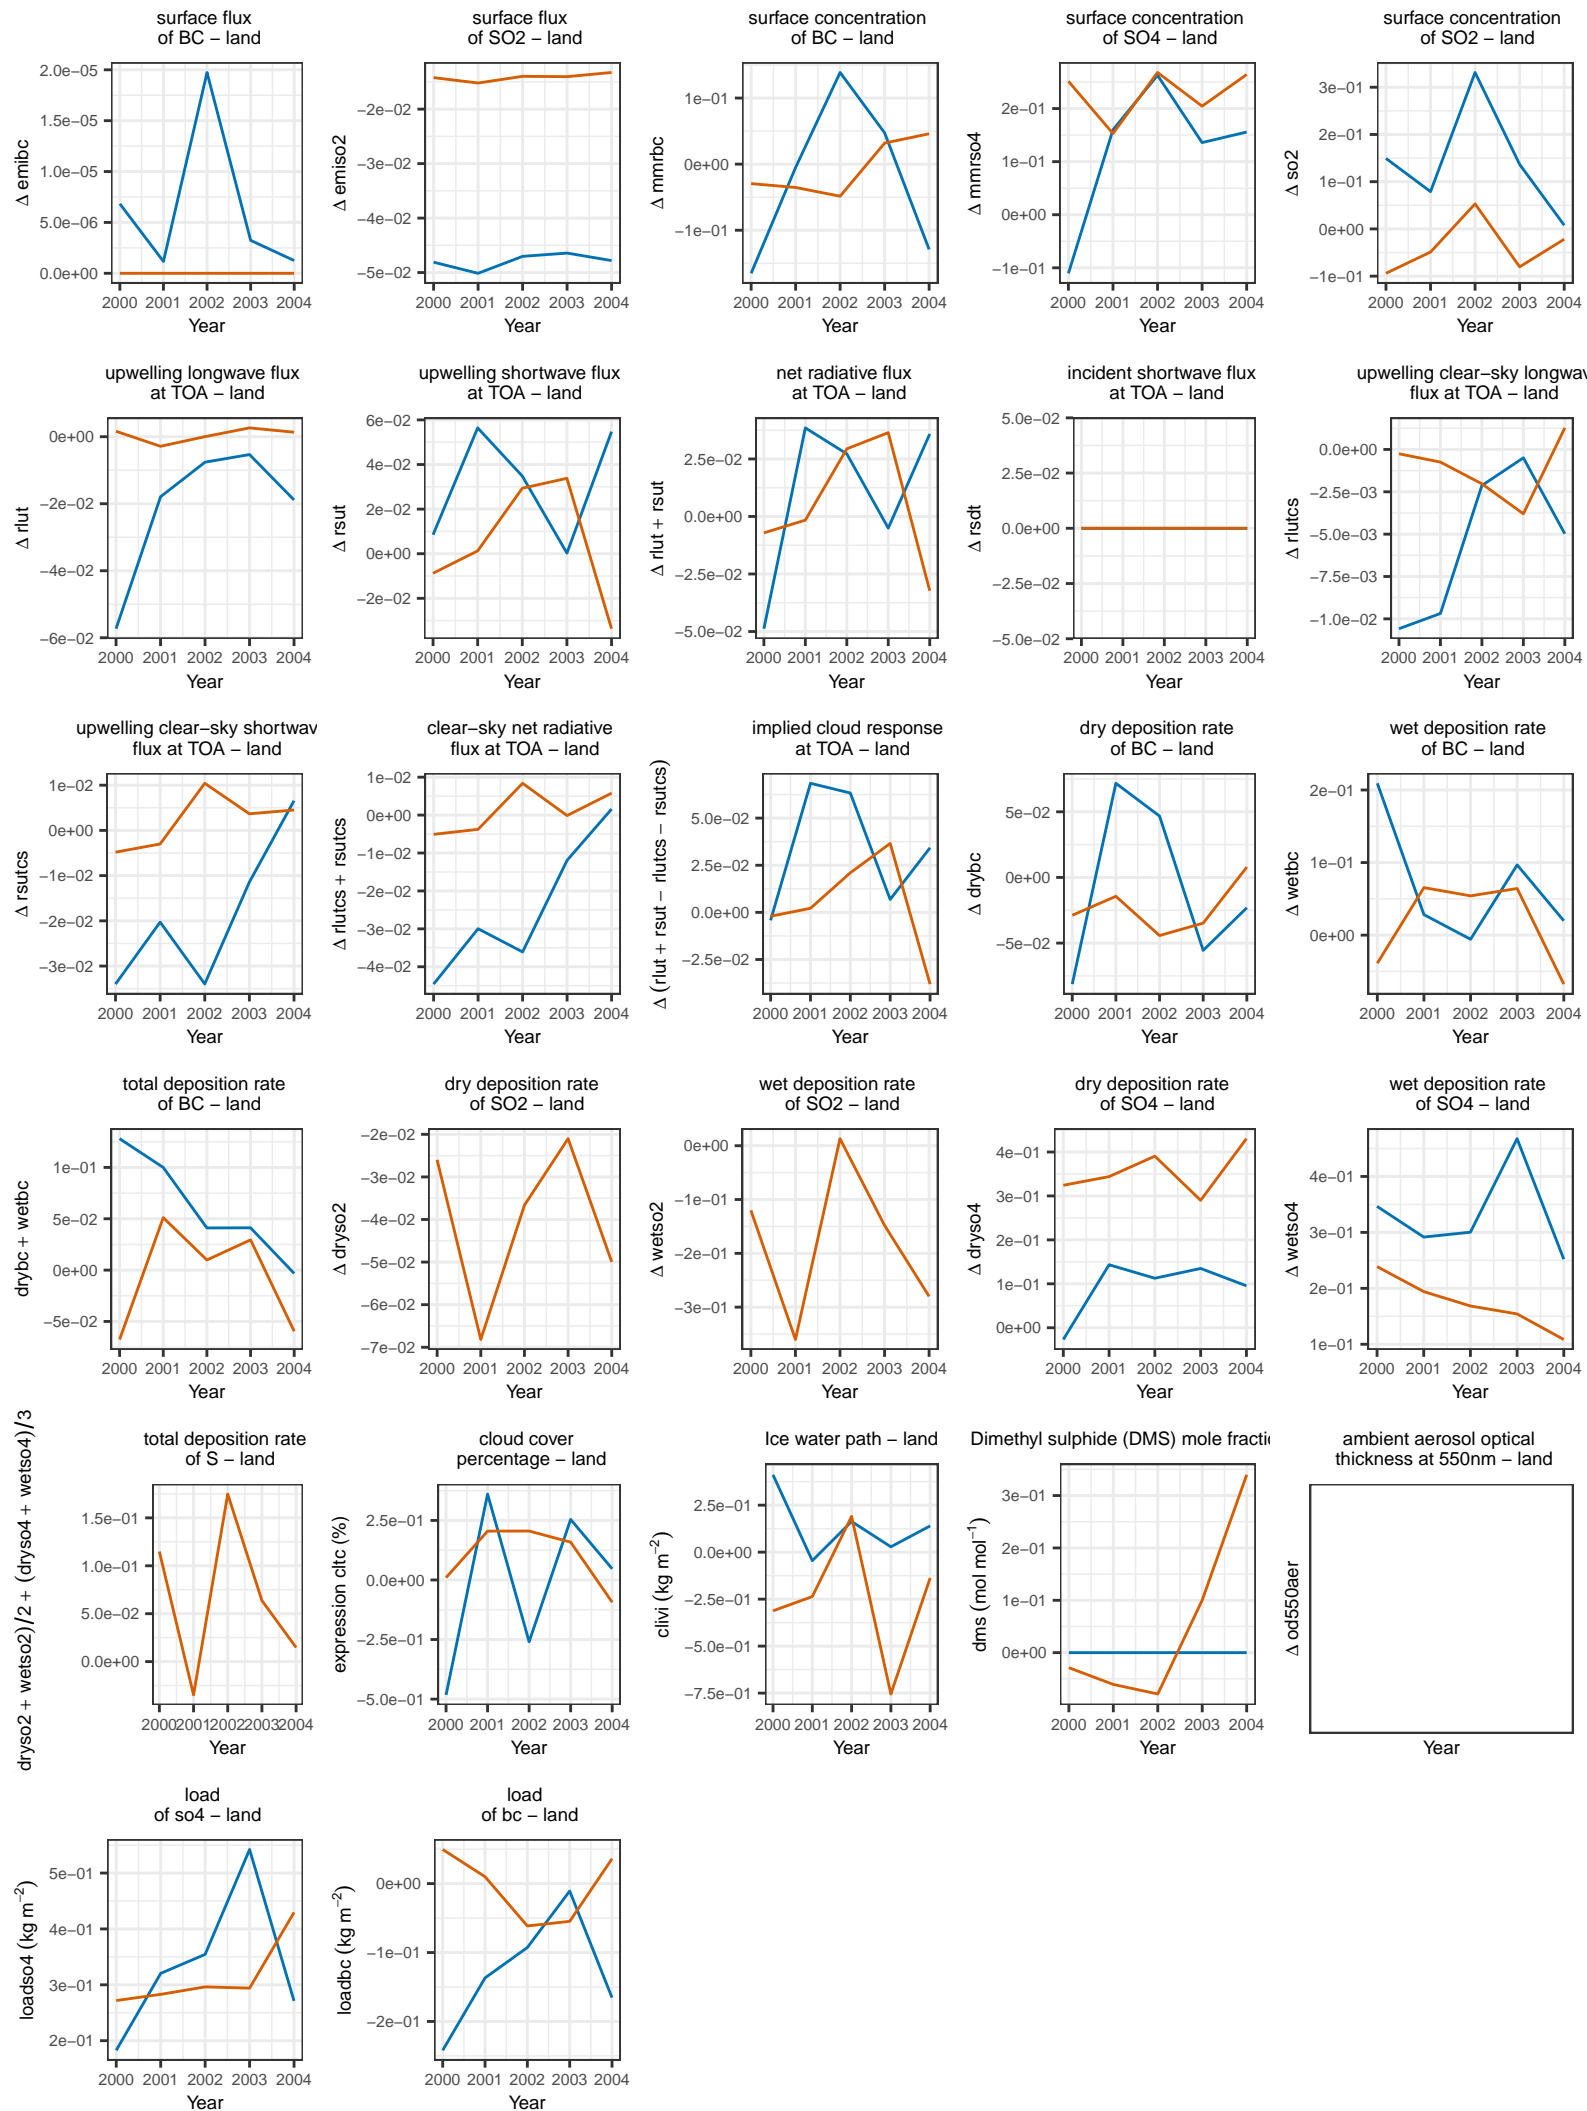 surface flux
of BC − land
Δ emibc
2.0e−05
1.5e−05
1.0e−05
5.0e−06
0.0e+00
2000 2001 2002 2003 2004
Year
surface flux
of SO2 − land
Δ emiso2
−2e−02
−3e−02
−4e−02
−5e−02
2000 2001 2002 2003 2004
Year
surface concentration
of BC − land
Δ mmrbc
1e−01
0e+00
−1e−01
2000 2001 2002 2003 2004
Year
surface concentration
of SO4 − land
Δ mmrso4
2e−01
1e−01
0e+00
−1e−01
2000 2001 2002 2003 2004
Year
surface concentration
of SO2 − land
Δ so2
3e−01
2e−01
1e−01
0e+00
−1e−01
2000 2001 2002 2003 2004
Year
upwelling longwave flux
at TOA − land
Δ rlut
0e+00
−2e−02
−4e−02
−6e−02
2000 2001 2002 2003 2004
Year
upwelling shortwave flux
at TOA − land
Δ rsut
6e−02
4e−02
2e−02
0e+00
−2e−02
2000 2001 2002 2003 2004
Year
net radiative flux
at TOA − land
Δ rlut + rsut
2.5e−02
0.0e+00
−2.5e−02
−5.0e−02
2000 2001 2002 2003 2004
Year
incident shortwave flux
at TOA − land
Δ rsdt
5.0e−02
2.5e−02
0.0e+00
−2.5e−02
−5.0e−02
2000 2001 2002 2003 2004
Year
upwelling clear−sky longwav
flux at TOA − land
Δ rlutcs
0.0e+00
−2.5e−03
−5.0e−03
−7.5e−03
−1.0e−02
2000 2001 2002 2003 2004
Year
upwelling clear−sky shortwav
flux at TOA − land
Δ rsutcs
1e−02
0e+00
−1e−02
−2e−02
−3e−02
2000 2001 2002 2003 2004
Year
clear−sky net radiative
flux at TOA − land
Δ rlutcs + rsutcs
1e−02
0e+00
−1e−02
−2e−02
−3e−02
−4e−02
2000 2001 2002 2003 2004
Year
implied cloud response
at TOA − land
Δ (rlut + rsut − rlutcs − rsutcs)
5.0e−02
2.5e−02
0.0e+00
−2.5e−02
2000 2001 2002 2003 2004
Year
dry deposition rate
of BC − land
Δ drybc
5e−02
0e+00
−5e−02
2000 2001 2002 2003 2004
Year
wet deposition rate
of BC − land
Δ wetbc
2e−01
1e−01
0e+00
2000 2001 2002 2003 2004
Year
total deposition rate
of BC − land
drybc + wetbc
1e−01
5e−02
0e+00
−5e−02
2000 2001 2002 2003 2004
Year
dry deposition rate
of SO2 − land
Δ dryso2
−2e−02
−3e−02
−4e−02
−5e−02
−6e−02
−7e−02
2000 2001 2002 2003 2004
Year
wet deposition rate
of SO2 − land
Δ wetso2
0e+00
−1e−01
−2e−01
−3e−01
2000 2001 2002 2003 2004
Year
dry deposition rate
of SO4 − land
Δ dryso4
4e−01
3e−01
2e−01
1e−01
0e+00
2000 2001 2002 2003 2004
Year
wet deposition rate
of SO4 − land
Δ wetso4
4e−01
3e−01
2e−01
1e−01
2000 2001 2002 2003 2004
Year
total deposition rate
of S − land
dryso2 + wetso2)/2 + (dryso4 + wetso4)/3
1.5e−01
1.0e−01
5.0e−02
0.0e+00
2000 2001 2002 2003 2004
Year
cloud cover
percentage − land
expression cltc (%)
2.5e−01
0.0e+00
−2.5e−01
−5.0e−01
2000 2001 2002 2003 2004
Year
Ice water path − land
clivi (kg m−2)
2.5e−01
0.0e+00
−2.5e−01
−5.0e−01
−7.5e−01
2000 2001 2002 2003 2004
Year
Dimethyl sulphide (DMS) mole fracti
dms (mol mol−1)
3e−01
2e−01
1e−01
0e+00
2000 2001 2002 2003 2004
Year
ambient aerosol optical
thickness at 550nm − land
Δ od550aer
Year
load
of so4 − land
loadso4 (kg m−2)
5e−01
4e−01
3e−01
2e−01
2000 2001 2002 2003 2004
Year
load
of bc − land
loadbc (kg m−2)
0e+00
−1e−01
−2e−01
2000 2001 2002 2003 2004
Year